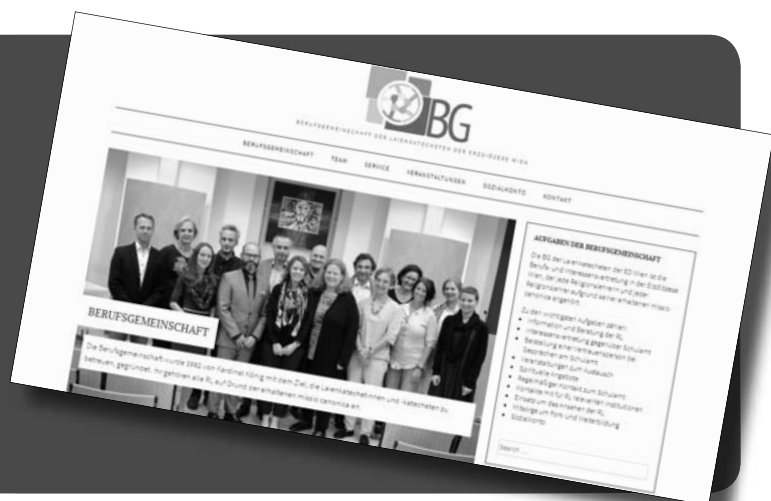 BG
BERUFSGEMEINSCHAFT DER LAIENKATECHETEN DER ERZDIÖZESE WIEN
BERUFSGEMEINSCHAFT TEAM SERVICE VERANSTALTUNGEN SOZIALKONTO KONTAKT
BERUFSGEMEINSCHAFT
Die Berufsgemeinschaft wurde 1962 von Kardinal König mit dem Ziel, die Laienkatechetinnen und -katecheten zu
betreuen, gegründet. Ihr gehören alle RL auf Grund der erhaltenen missio canonica an.
AUFGABEN DER BERUFSGEMEINSCHAFT
Die BG der Laienkatecheten der ED Wien ist die
Berufs- und Interessensvertretung in der Erzdiözese
Wien, der jede Religionslehrerin und jeder
Religionslehrer aufgrund seiner erhaltenen missio
canonica angehört.
Zu den wichtigsten Aufgaben zählen:
Information und Beratung der RL
Interessensvertretung gegenüber Schulamt
Beistellung einer Vertrauensperson bei
Gesprächen am Schulamt
Veranstaltungen zum Austausch
Spirituelle Angebote
Regelmäßiger Kontakt zum Schulamt
Kontakte mit für RL relevanten Institutionen
Einsatz um das Ansehen der RL
Mitsorge um Fort- und Weiterbildung
Sozialkonto
Search ...